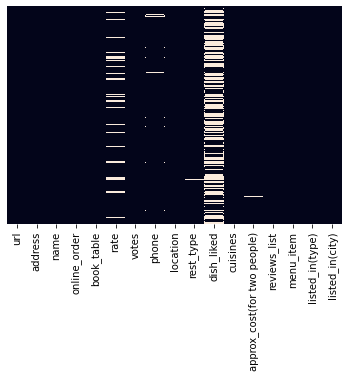 url
address
name
online_order
book_table
rate
votes
phone
location
rest_type
dish_liked
cuisines
approx_cost(for two people)
reviews_list
menu_item
listed_in(type)
listed_in(city)